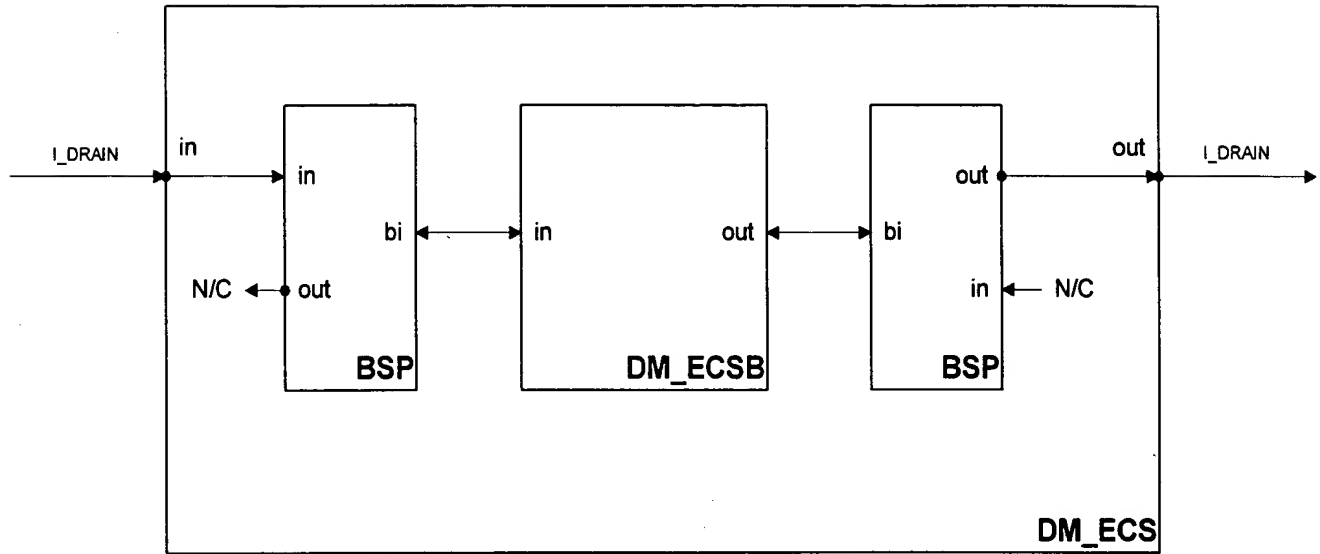 in out
I_DRAIN I_DRAIN
in out
bi in out bi
N/C out in N/C
BSP DM_ECSB BSP
DM_ECS